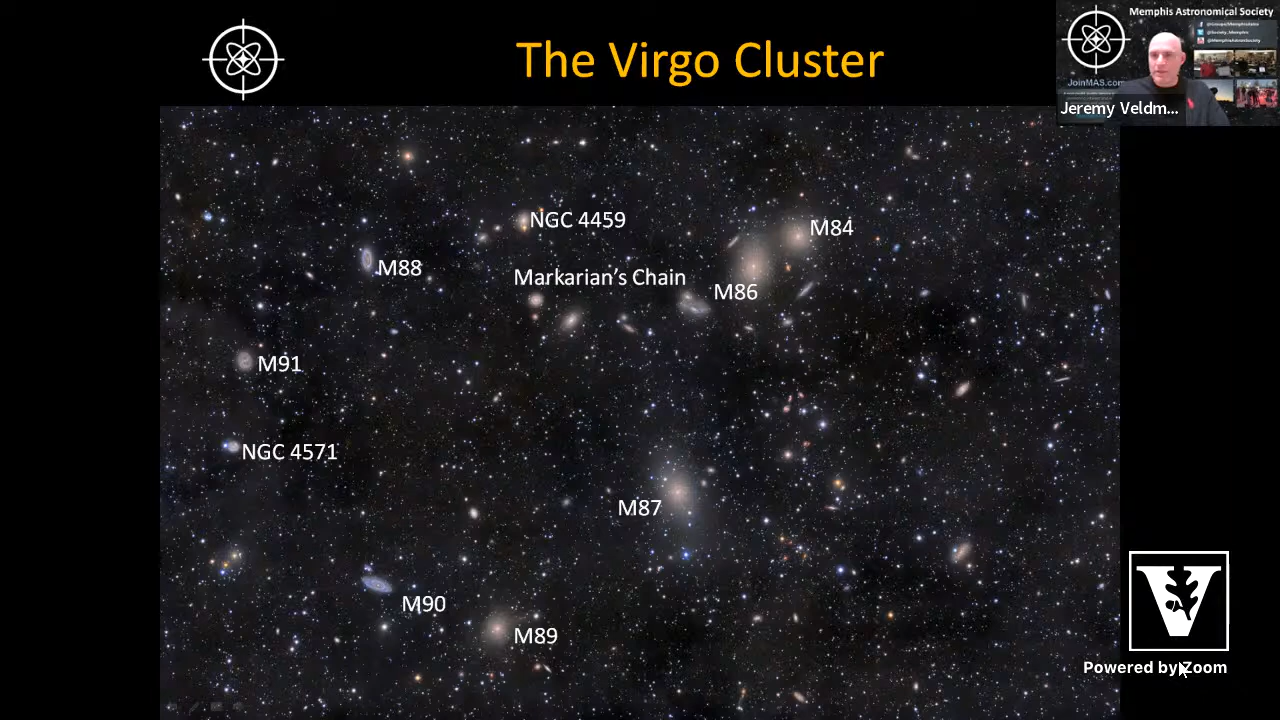 The Virgo Cluster
Memphis Astronomical Society
JoinMAS.com
Jeremy Veldm...
NGC 4459
M84
M88
Markarian's Chain
M86
M91
NGC 4571
M87
M90
M89
V
Powered by Zoom